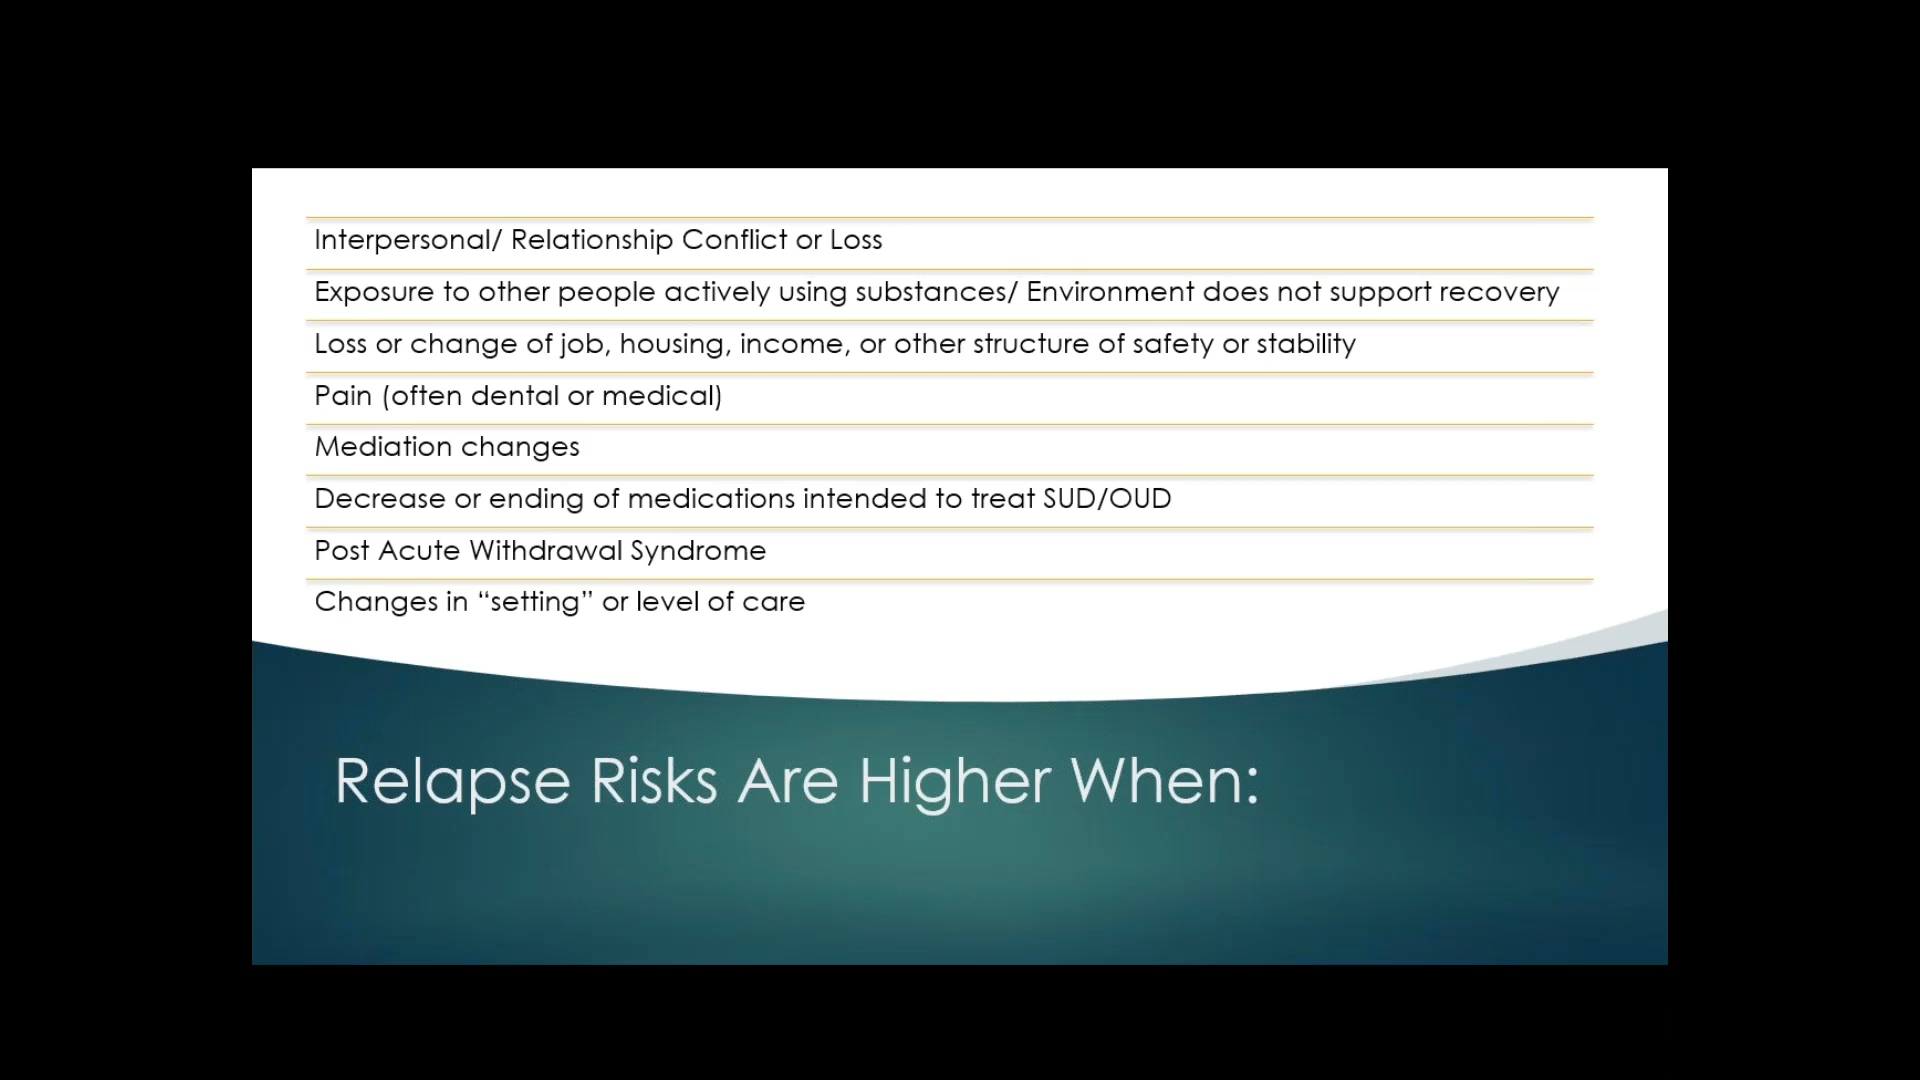 Interpersonal/ Relationship Conflict or Loss
Exposure to other people actively using substances/ Environment does not support recovery
Loss or change of job, housing, income, or other structure of safety or stability
Pain (often dental or medical)
Mediation changes
Decrease or ending of medications intended to treat SUD/OUD
Post Acute Withdrawal Syndrome
Changes in “setting” or level of care
Relapse Risks Are Higher When: